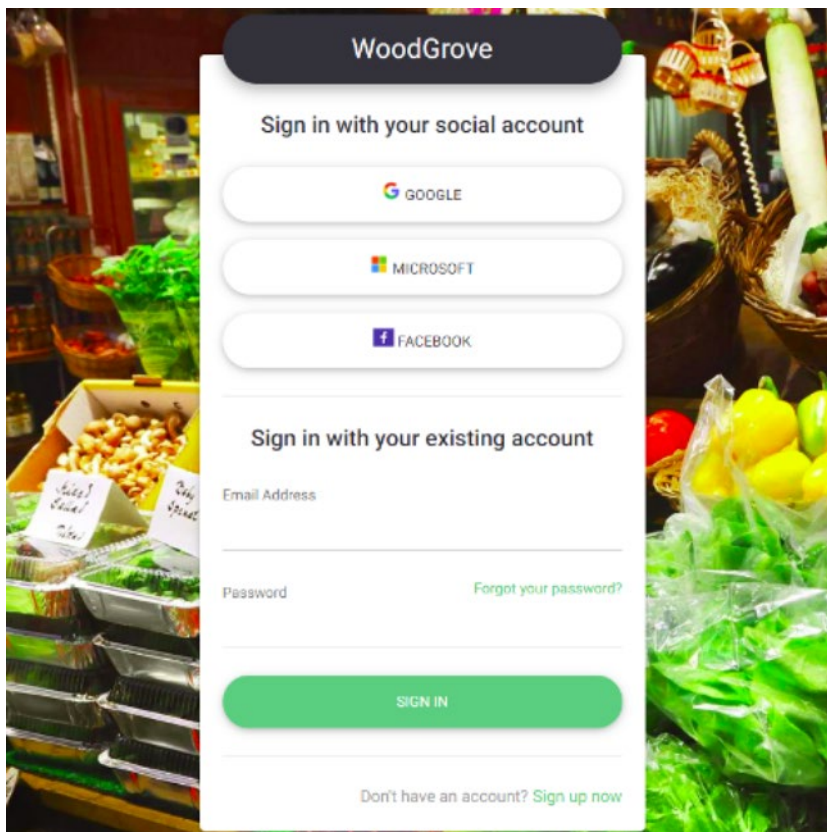 WoodGrove
Sign in with your social account
GOOGLE
MICROSOFT
FACEBOOK
Sign in with your existing account
Email Address
Password
Forgot your password?
SIGN IN
Don't have an account? Sign up now